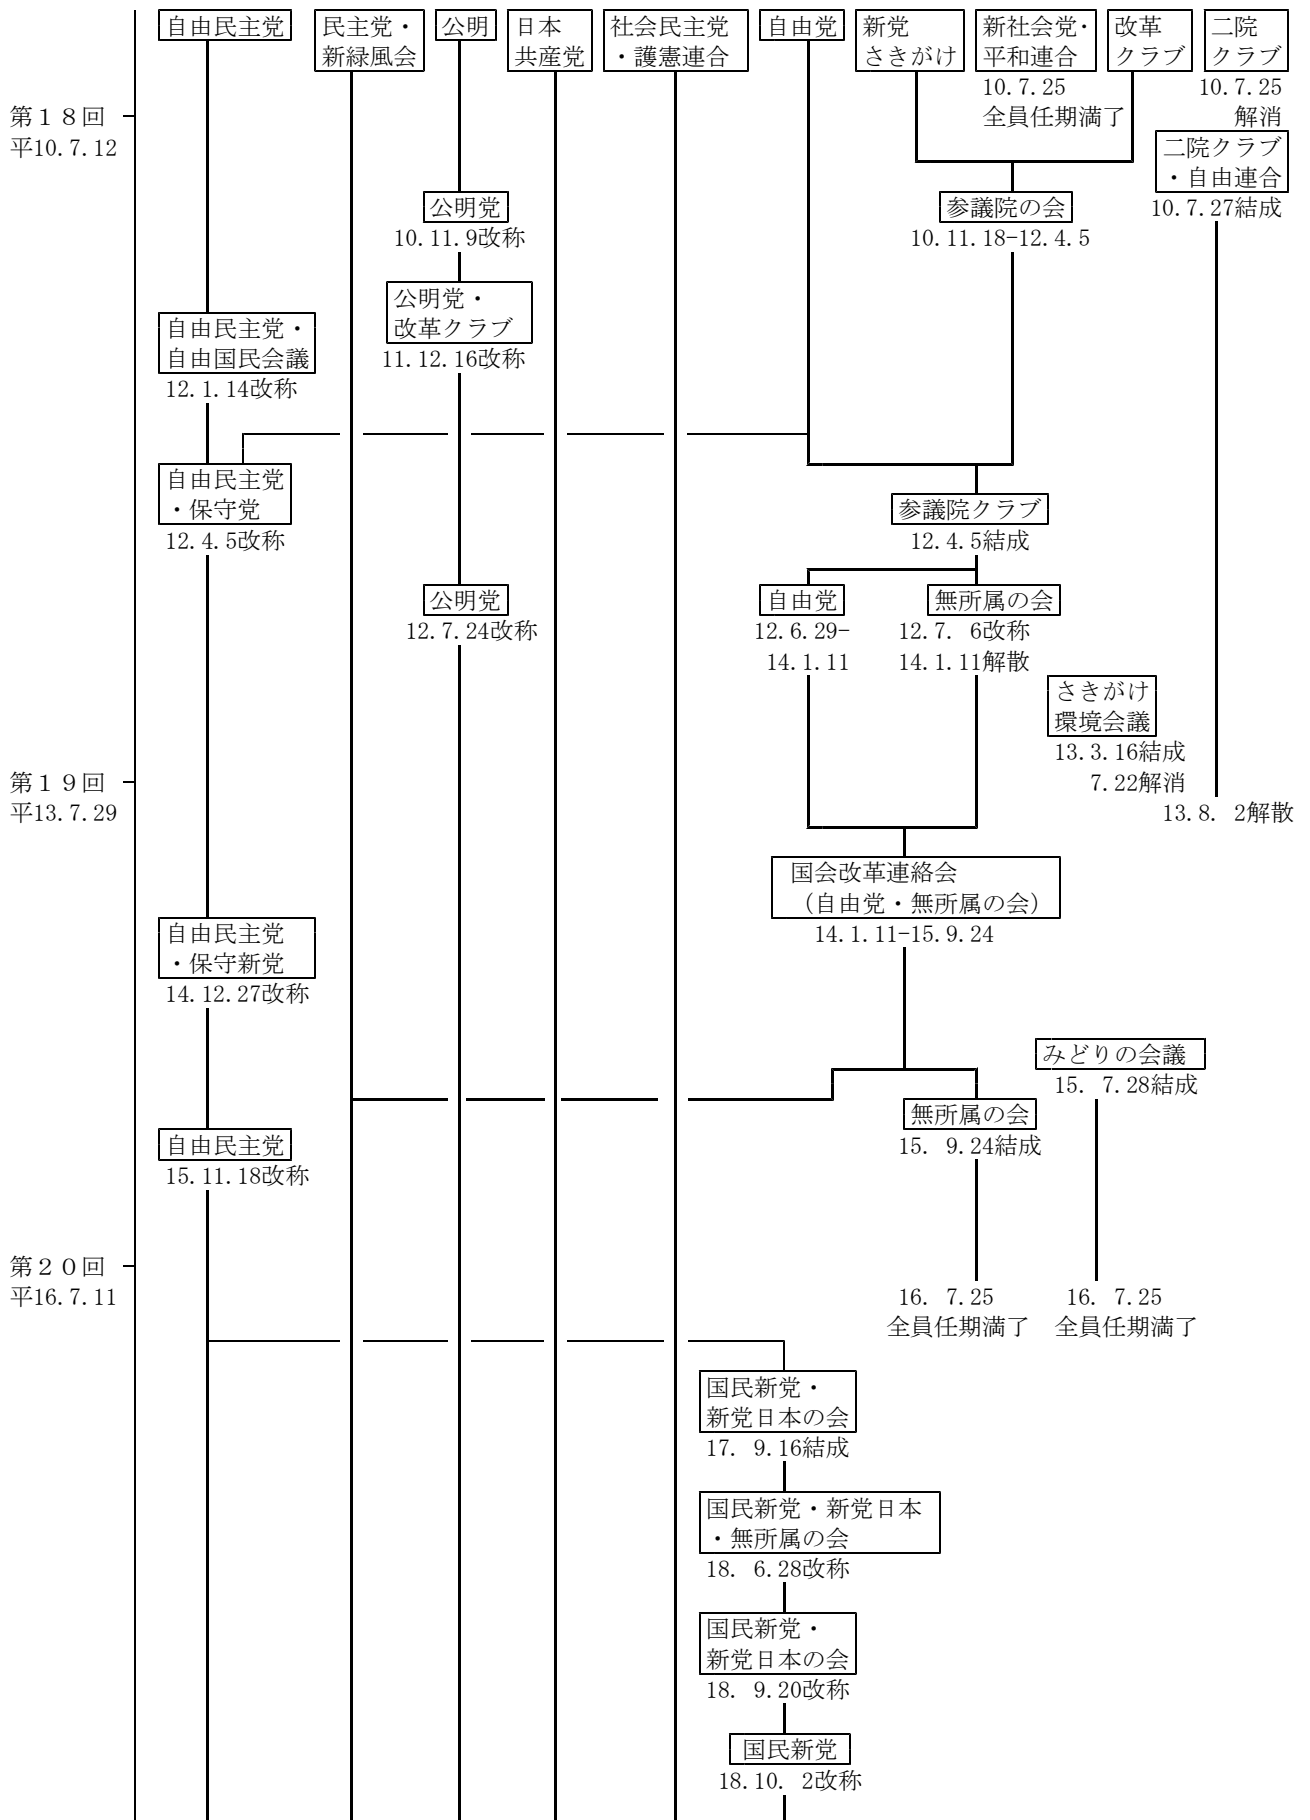 自由民主党
民主党・
新緑風会
公明
日本
共産党
社会民主党
・護憲連合
自由党
新党
さきがけ
新社会党・
平和連合
10.7.25
全員任期満了
改革
クラブ
二院
クラブ
10.7.25
解消
第１８回
平10.7.12
二院クラブ
・自由連合
10.7.27結成
公明党
10.11.9改称
参議院の会
10.11.18-12.4.5
公明党・
改革クラブ
11.12.16改称
自由民主党・
自由国民会議
12.1.14改称
自由民主党
・保守党
12.4.5改称
参議院クラブ
12.4.5結成
公明党
12.7.24改称
自由党
12.6.29-
14.1.11
無所属の会
12.7. 6改称
14.1.11解散
さきがけ
環境会議
13.3.16結成
7.22解消
第１９回
平13.7.29
13.8. 2解散
国会改革連絡会
（自由党・無所属の会）
14.1.11-15.9.24
自由民主党
・保守新党
14.12.27改称
みどりの会議
15. 7.28結成
無所属の会
15. 9.24結成
自由民主党
15.11.18改称
第２０回
平16.7.11
16. 7.25
全員任期満了
16. 7.25
全員任期満了
国民新党・
新党日本の会
17. 9.16結成
国民新党・新党日本
・無所属の会
18. 6.28改称
国民新党・
新党日本の会
18. 9.20改称
国民新党
18.10. 2改称